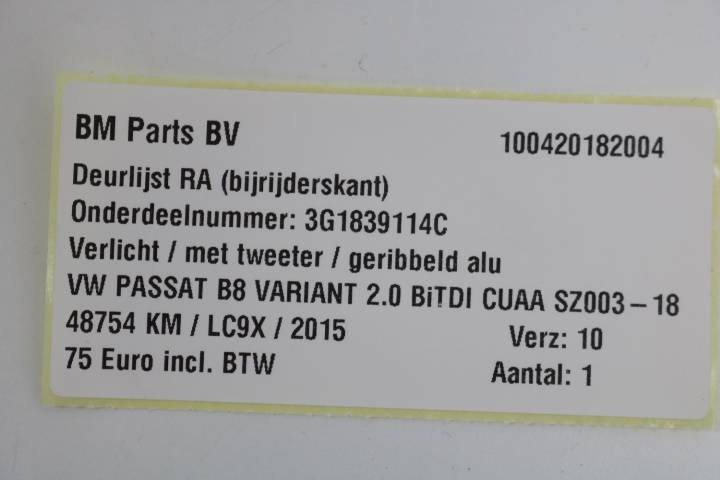 BM Parts BV 100420182004
Deurlijst RA (bijrijderskant)
Onderdeelnummer: 3G1839114C
Verlicht / met tweeter / geribbeld alu
VW PASSAT B8 VARIANT 2.0 BiTDI CUAA SZ003-18
48754 KM / LC9X / 2015 Verz: 10
75 Euro incl. BTW Aantal: 1